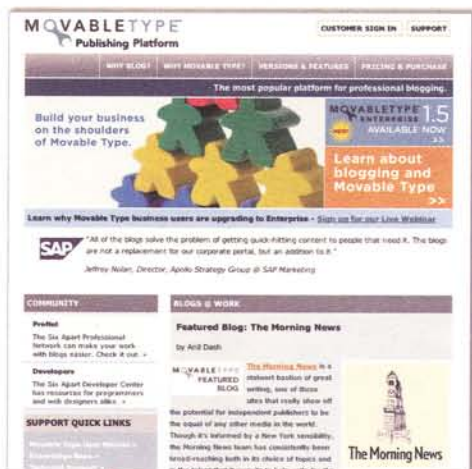 MOVABLETYPE
Publishing Platform
CUSTOMER SIGN IN
SUPPORT
WHY BLOG?
WHY MOVABLE TYPE?
VERSIONS & FEATURES
PRICING & PURCHASE
The most popular platform for professional blogging.
Build your business
on the shoulders
of Movable Type.
MOVABLETYPE
ENTERPRISE 1.5
NEW!
AVAILABLE NOW
>>
Learn about
blogging and
Movable Type
>>
Learn why Movable Type business users are upgrading to Enterprise - Sign up for our Live Webinar
SAP
"All of the blogs solve the problem of getting quick-hitting content to people that need it. The blogs
are not a replacement for our corporate portal, but an addition to it."
Jeffrey Nolan, Director, Apollo Strategy Group @ SAP Marketing
COMMUNITY
ProNet
The Six Apart Professional
Network can make your work
with blogs easier. Check it out. »
Developers
The Six Apart Developer Center
has resources for programmers
and web designers alike. »
SUPPORT QUICK LINKS
BLOGS @ WORK
Featured Blog: The Morning News
by Anil Dash
MOVABLETYPE
FEATURED
BLOG
The Morning News is a
stalwart bastion of great
writing, one of those
sites that really show off
the potential for independent publishers to be
the equal of any other media in the world.
Though it's informed by a New York sensibility,
the Morning News team has consistently been
broad-reaching both in its choice of topics and
The Morning News